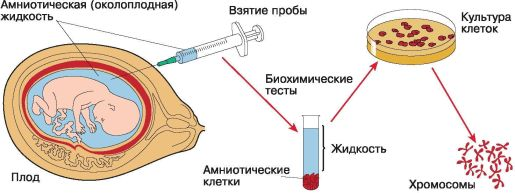 Амниотическая (околоплодная)
жидкость
Взятие пробы
Культура
клеток
Биохимические
тесты
Жидкость
Амниотические
клетки
Плод
Хромосомы